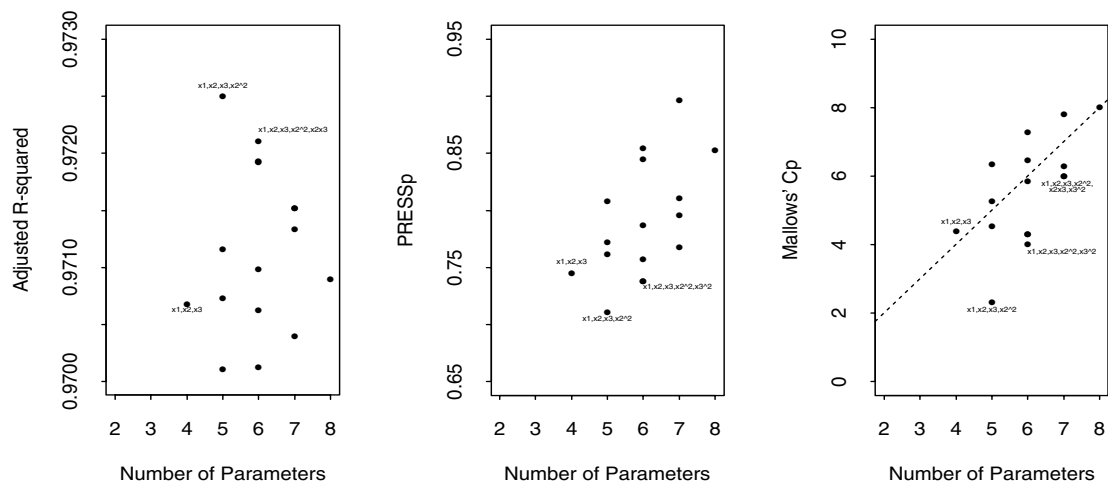 Adjusted R-squared
0.9730
0.9720
0.9710
0.9700
x1,x2,x3,x2^2
x1,x2,x3,x2^2,x2x3
x1,x2,x3
2 3 4 5 6 7 8
Number of Parameters
PRESSp
0.95
0.85
0.75
0.65
x1,x2,x3
x1,x2,x3,x2^2,x3^2
x1,x2,x3,x2^2
2 3 4 5 6 7 8
Number of Parameters
Mallows' Cp
10
8
6
4
2
0
x1,x2,x3,x2^2,
x2x3,x3^2
x1,x2,x3
x1,x2,x3,x2^2,x3^2
x1,x2,x3,x2^2
2 3 4 5 6 7 8
Number of Parameters